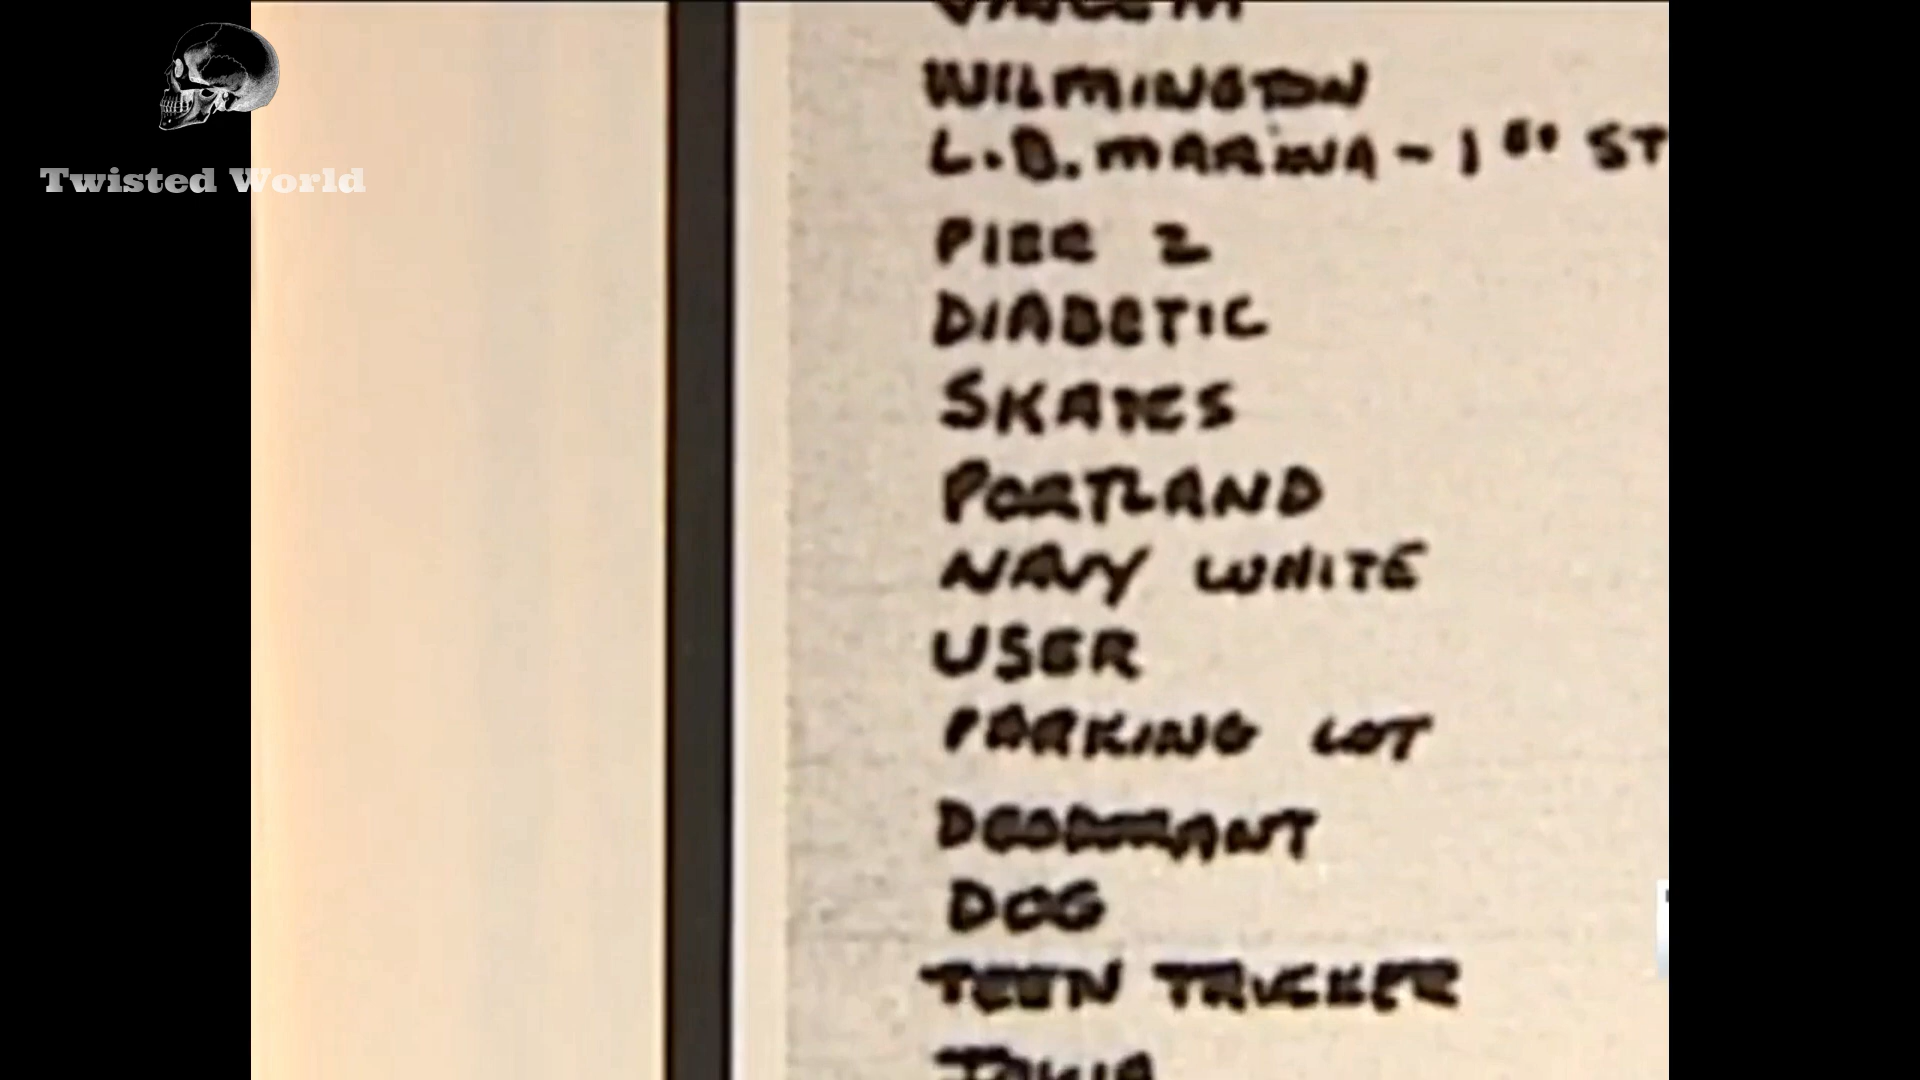 Twisted World
WILMINGTON
L.B. MARINA - 1 ST
PIER 2
DIABETIC
SKATES
PORTLAND
NAVY WHITE
USER
PARKING LOT
DEODORANT
DOG
TEEN TRUCKER